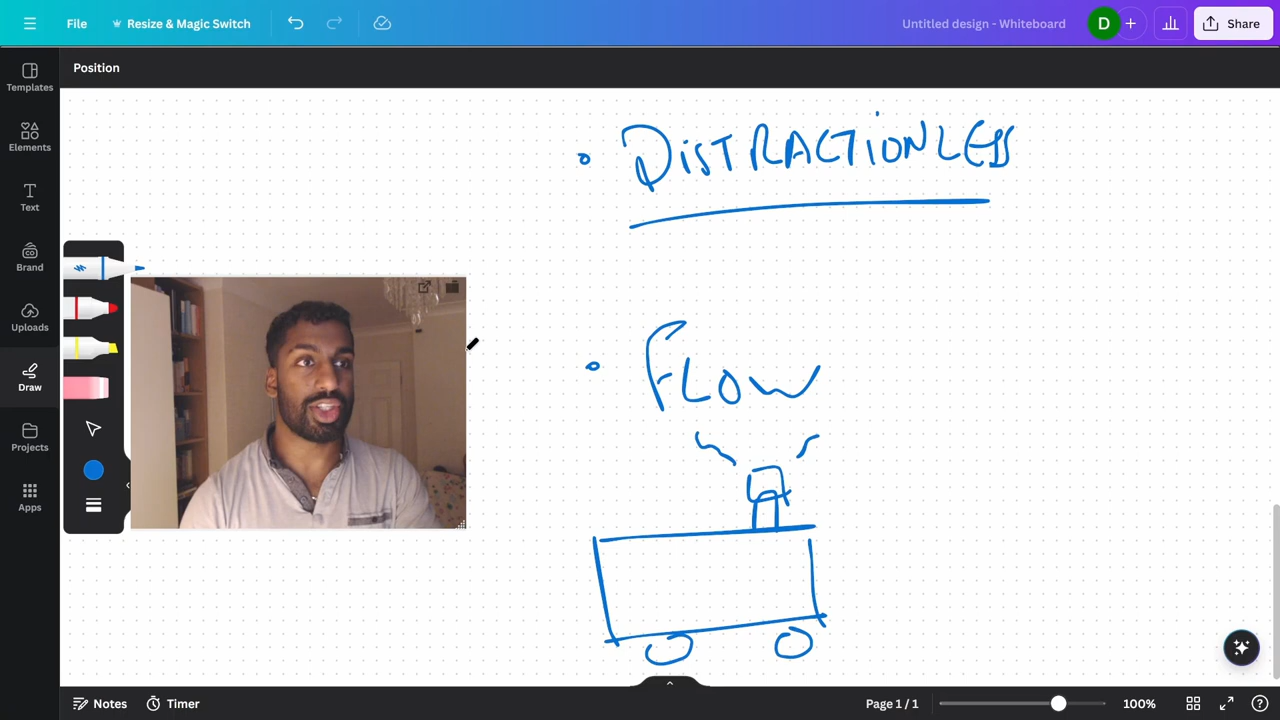 File
Resize & Magic Switch
Untitled design - Whiteboard
D
+
Share
Position
Templates
Elements
T
Text
co
Brand
Uploads
Draw
Projects
Apps
DiSTRACTiONLESS
FLOW
Notes
Timer
Page 1 / 1
100%
?